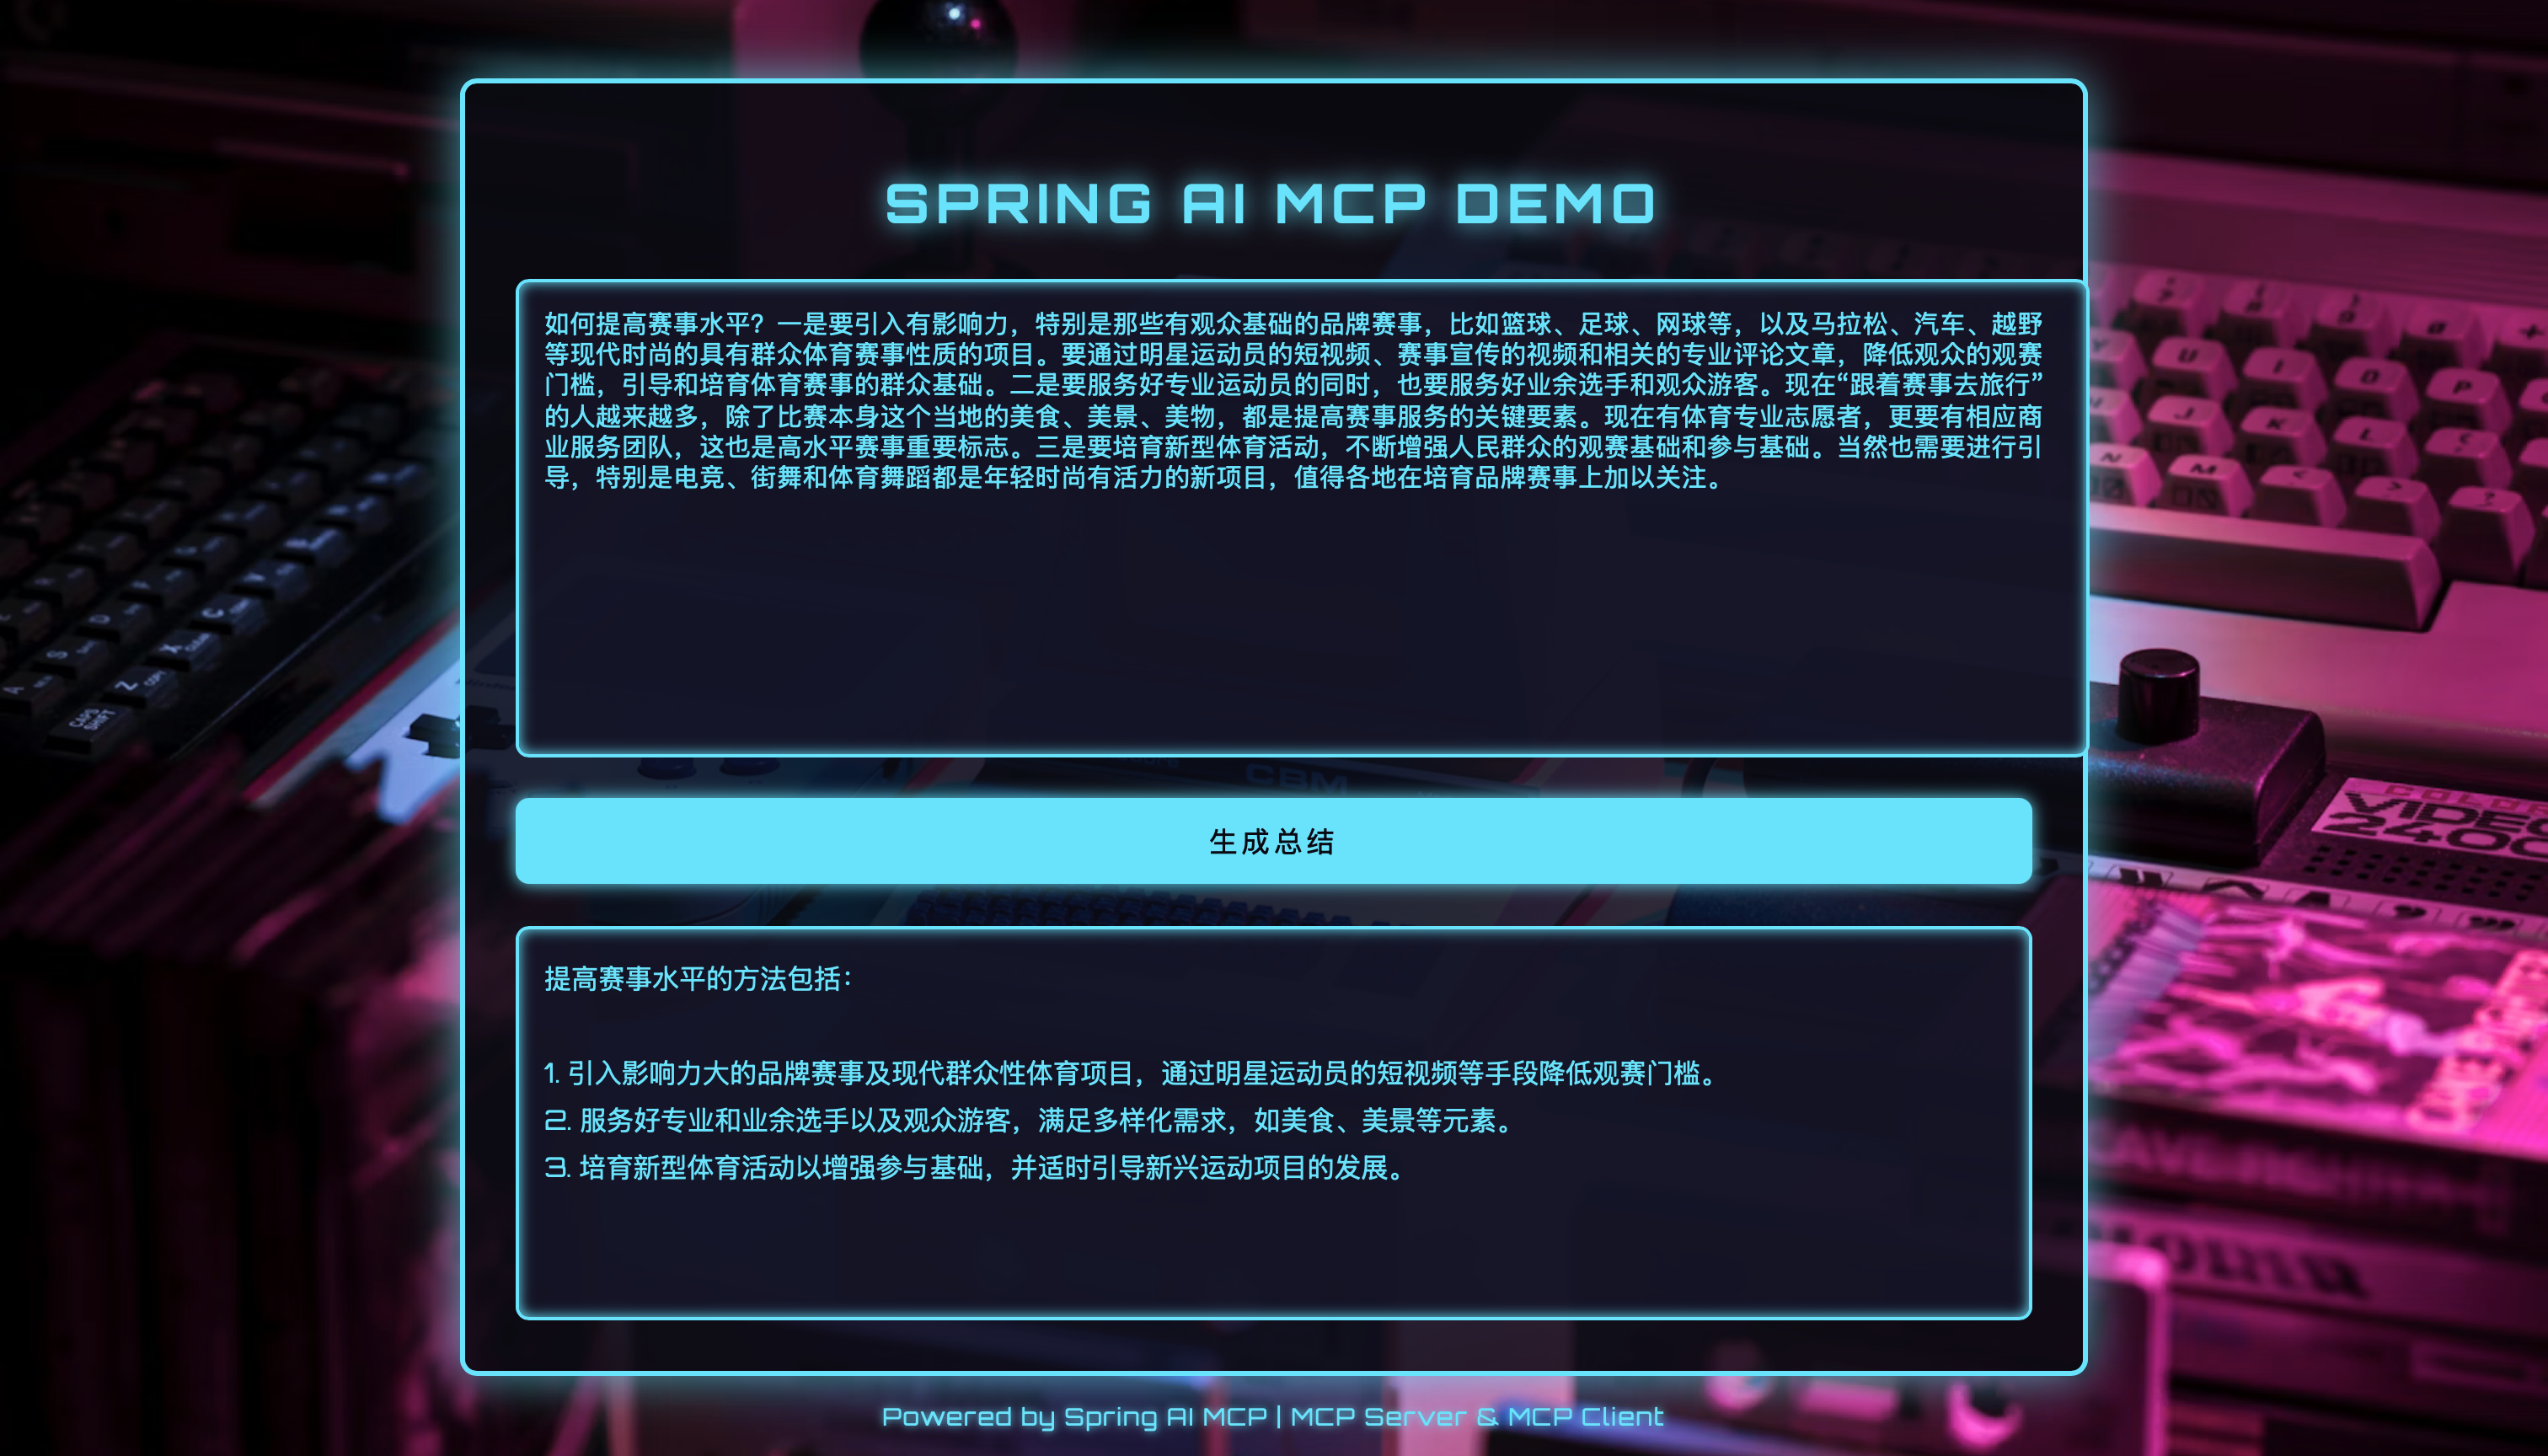 SPRING AI MCP DEMO
如何提高赛事水平？一是要引入有影响力，特别是那些有观众基础的品牌赛事，比如篮球、足球、网球等，以及马拉松、汽车、越野
等现代时尚的具有群众体育赛事性质的项目。要通过明星运动员的短视频、赛事宣传的视频和相关的专业评论文章，降低观众的观赛
门槛，引导和培育体育赛事的群众基础。二是要服务好专业运动员的同时，也要服务好业余选手和观众游客。现在“跟着赛事去旅行”
的人越来越多，除了比赛本身这个当地的美食、美景、美物，都是提高赛事服务的关键要素。现在有体育专业志愿者，更要有相应商
业服务团队，这也是高水平赛事重要标志。三是要培育新型体育活动，不断增强人民群众的观赛基础和参与基础。当然也需要进行引
导，特别是电竞、街舞和体育舞蹈都是年轻时尚有活力的新项目，值得各地在培育品牌赛事上加以关注。
CBM
VIDEO
2400
生成总结
提高赛事水平的方法包括：
1. 引入影响力大的品牌赛事及现代群众性体育项目，通过明星运动员的短视频等手段降低观赛门槛。
2. 服务好专业和业余选手以及观众游客，满足多样化需求，如美食、美景等元素。
3. 培育新型体育活动以增强参与基础，并适时引导新兴运动项目的发展。
Powered by Spring AI MCP | MCP Server & MCP Client